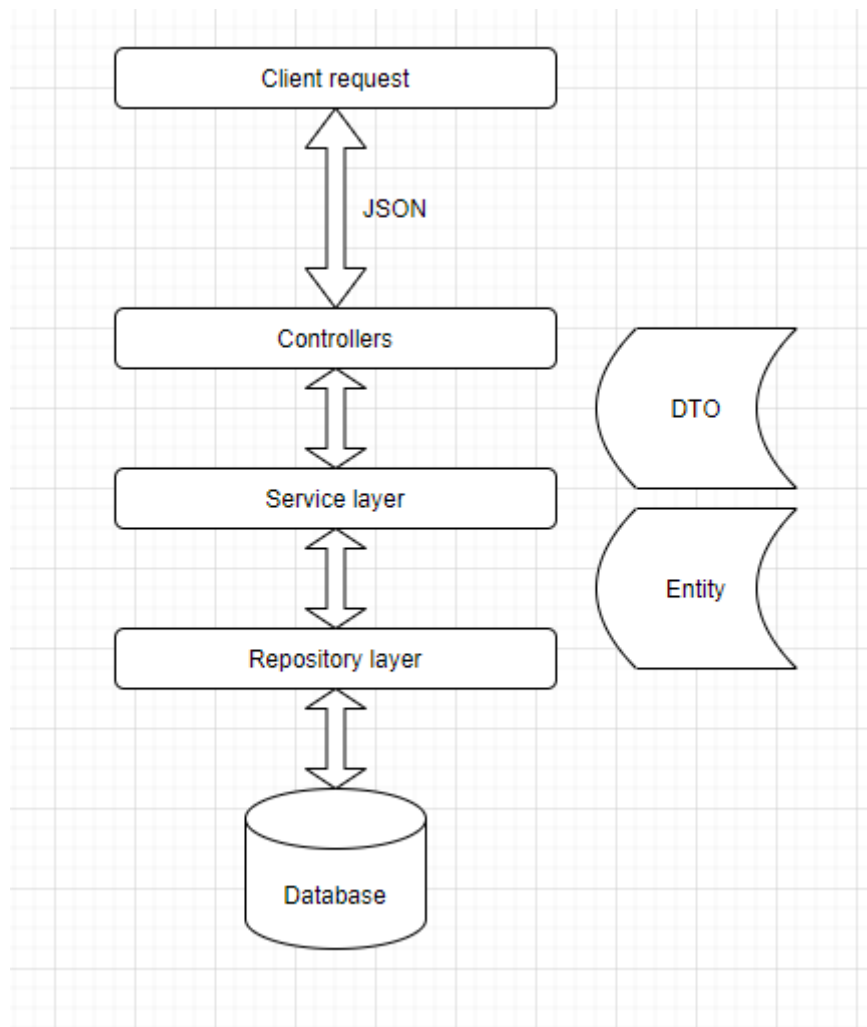 Client request
JSON
Controllers
DTO
Service layer
Entity
Repository layer
Database